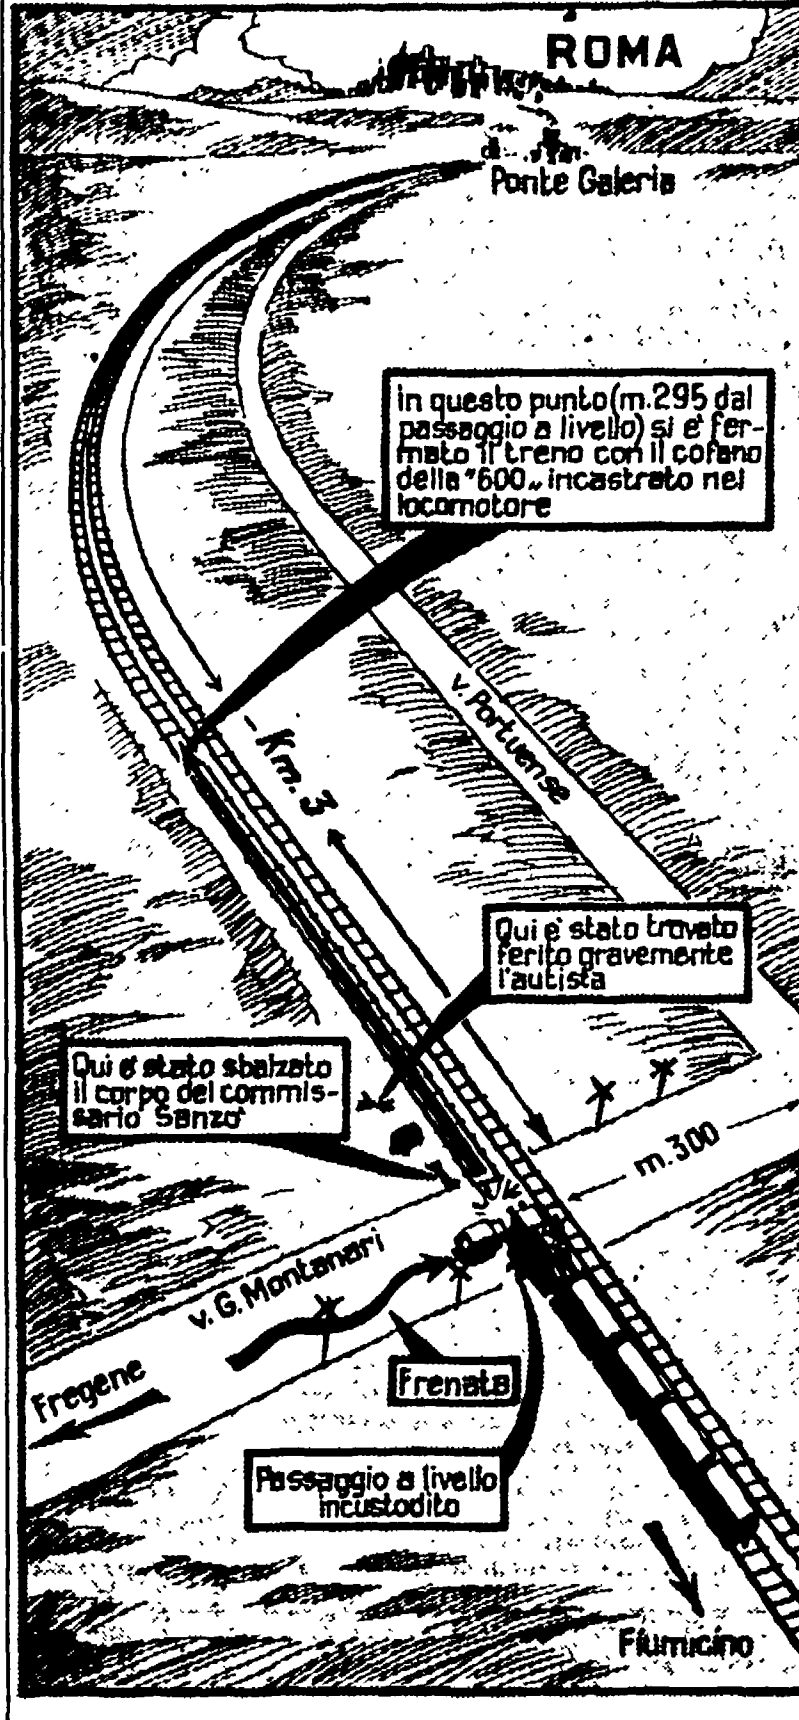 ROMA
Ponte Galeria
in questo punto (m.295 dal
passaggio a livello) si e' fer-
mato il treno con il cofano
della "600„ incastrato nel
locomotore
v. Portuense
- Km. 3
Qui e' stato trovato
ferito gravemente
l'autista
Qui e' stato sbalzato
il corpo del commis-
sario Sanzo'
m.300
v. G. Montanari
Frenata
Fregene
Passaggio a livello
incustodito
Fiumicino